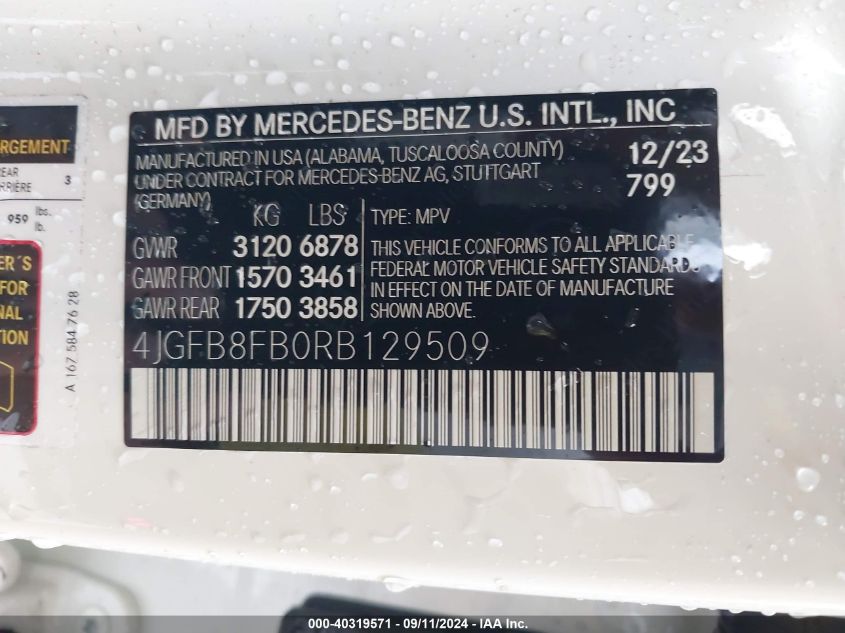 MFD BY MERCEDES-BENZ U.S. INTL., INC
MANUFACTURED IN USA (ALABAMA, TUSCALOOSA COUNTY)
UNDER CONTRACT FOR MERCEDES-BENZ AG, STUTTGART
(GERMANY)
12/23
799
KG LBS
GVWR 3120 6878
GAWR FRONT 1570 3461
GAWR REAR 1750 3858
TYPE: MPV
THIS VEHICLE CONFORMS TO ALL APPLICABLE
FEDERAL MOTOR VEHICLE SAFETY STANDARDS
IN EFFECT ON THE DATE OF MANUFACTURE
SHOWN ABOVE.
4JGFB8FB0RB129509
RGEMENT
REAR
RRIÈRE 3
959 lbs.
lb.
ER´S
FOR
NAL
TION
A 167 584 76 28
000-40319571 - 09/11/2024 - IAA Inc.